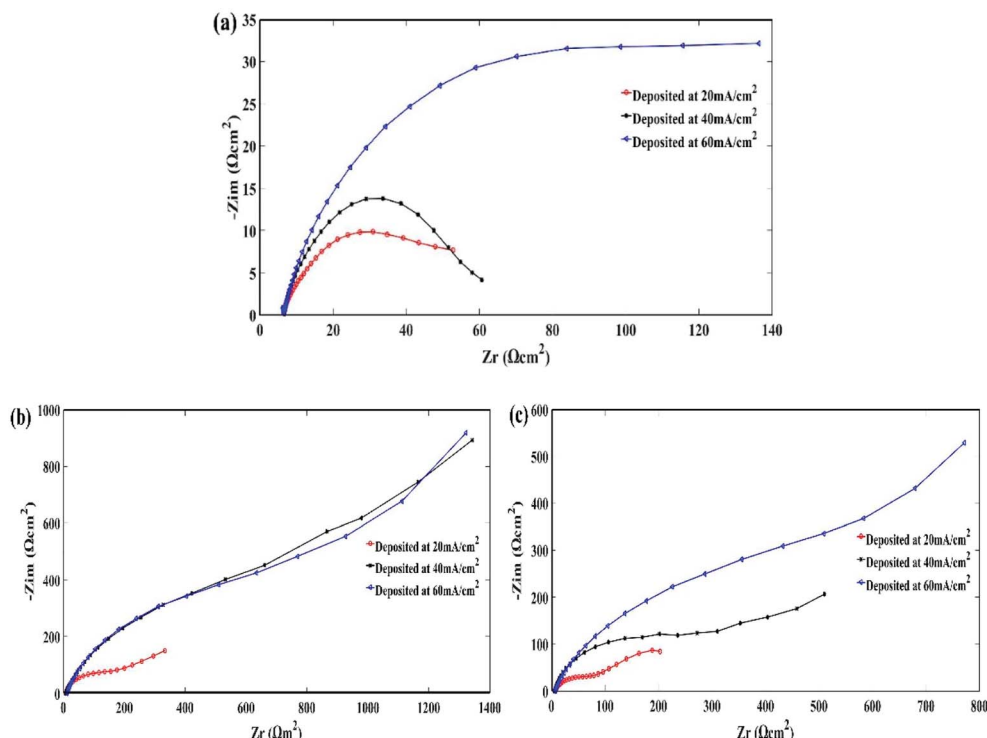 (a)
35
30
25
20
15
10
5
0
-Zim (Ωcm²)
Deposited at 20mA/cm²
Deposited at 40mA/cm²
Deposited at 60mA/cm²
0 20 40 60 80 100 120 140
Zr (Ωcm²)
(b)
1000
800
600
400
200
0
-Zim (Ωcm²)
Deposited at 20mA/cm²
Deposited at 40mA/cm²
Deposited at 60mA/cm²
0 200 400 600 800 1000 1200 1400
Zr (Ωm²)
(c)
600
500
400
300
200
100
0
-Zim (Ωcm²)
Deposited at 20mA/cm²
Deposited at 40mA/cm²
Deposited at 60mA/cm²
0 100 200 300 400 500 600 700 800
Zr (Ωcm²)